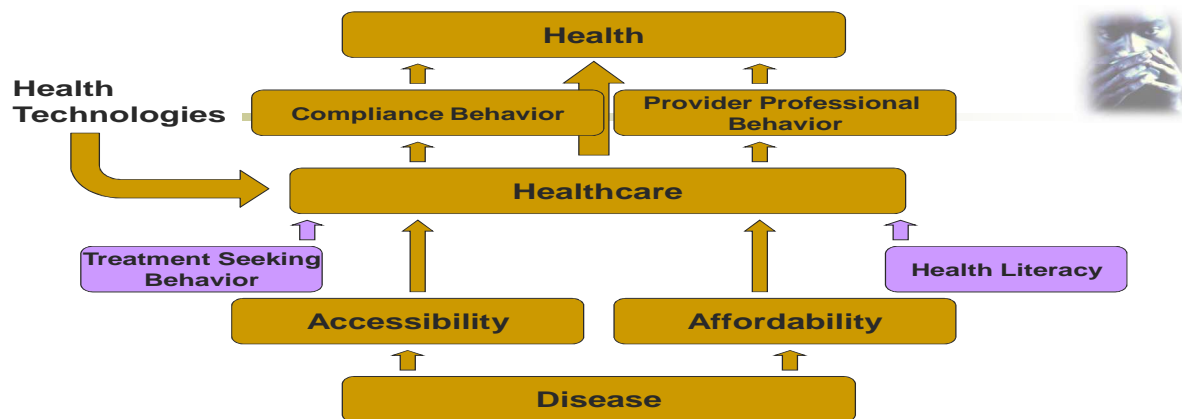 Health
Health
Technologies
Compliance Behavior
Provider Professional
Behavior
Healthcare
Treatment Seeking
Behavior
Health Literacy
Accessibility
Affordability
Disease